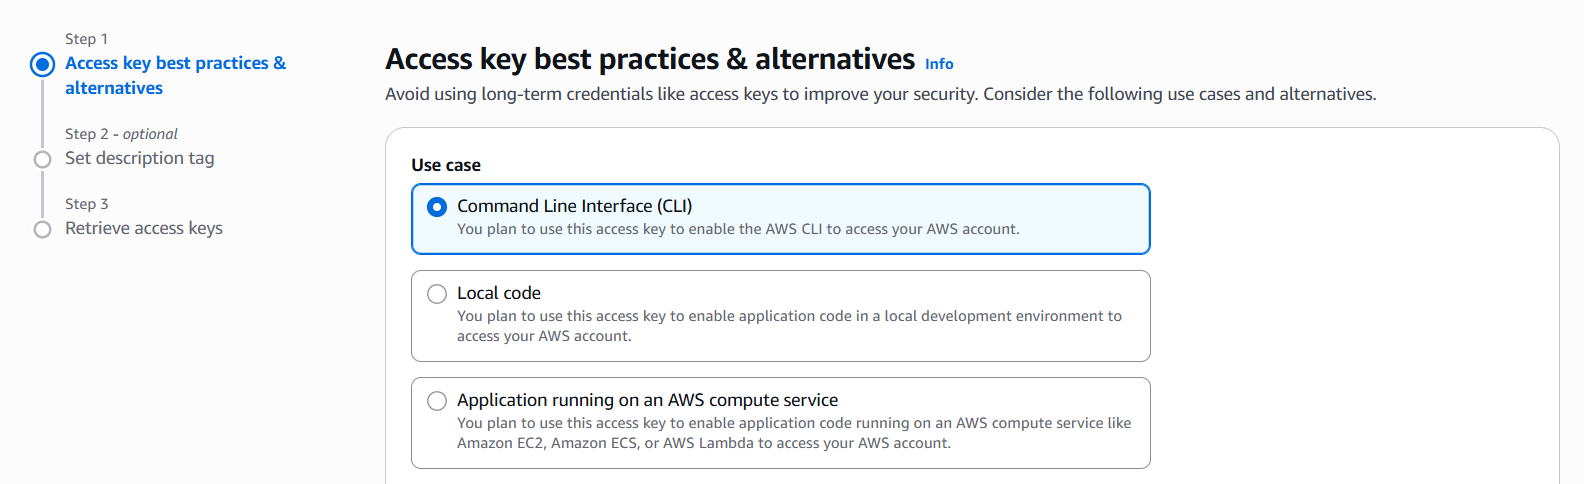 Step 1
Access key best practices &
alternatives
Step 2 - optional
Set description tag
Step 3
Retrieve access keys
Access key best practices & alternatives Info
Avoid using long-term credentials like access keys to improve your security. Consider the following use cases and alternatives.
Use case
Command Line Interface (CLI)
You plan to use this access key to enable the AWS CLI to access your AWS account.
Local code
You plan to use this access key to enable application code in a local development environment to
access your AWS account.
Application running on an AWS compute service
You plan to use this access key to enable application code running on an AWS compute service like
Amazon EC2, Amazon ECS, or AWS Lambda to access your AWS account.